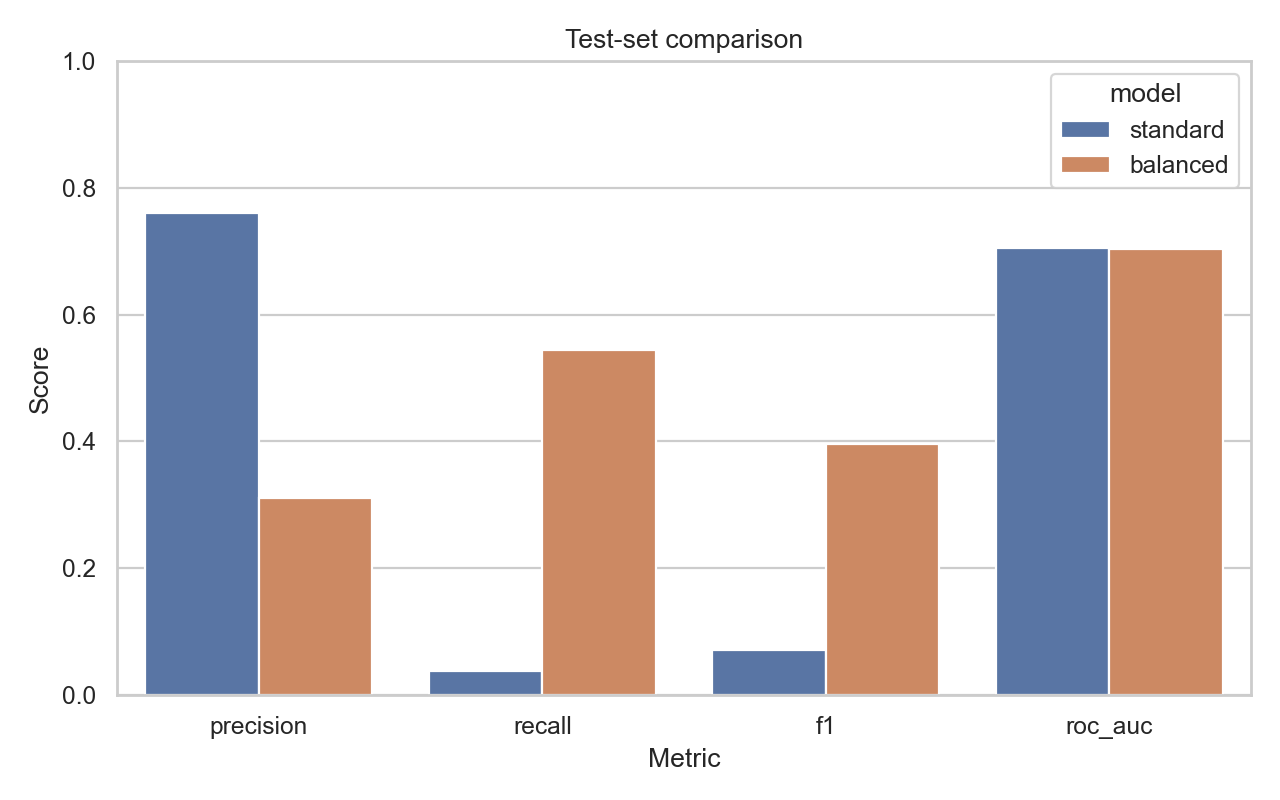 Test-set comparison
1.0
0.8
0.6
0.4
0.2
0.0
Score
model
standard
balanced
precision recall f1 roc_auc
Metric